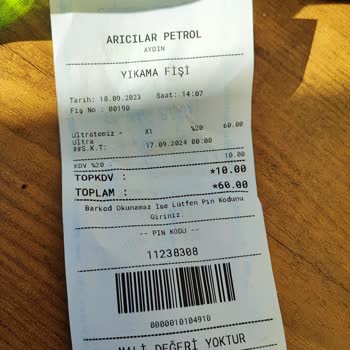 ARICILAR PETROL
AYDIN
YIKAMA FİŞİ
Tarih: 18.09.2023 Saat: 14:07
Fiş No : 00190
Ultratemiz - X1 %20 60.00
Ultra
##S.K.T: 17.09.2024 00:00
KDV %20 : 10.00
TOPKDV : *10.00
TOPLAM : *60.00
Barkod Okunamaz Ise Lutfen Pin Kodunu
Giriniz.
-- PIN KODU --
11238308
0000010104910
MALİ DEĞERİ YOKTUR